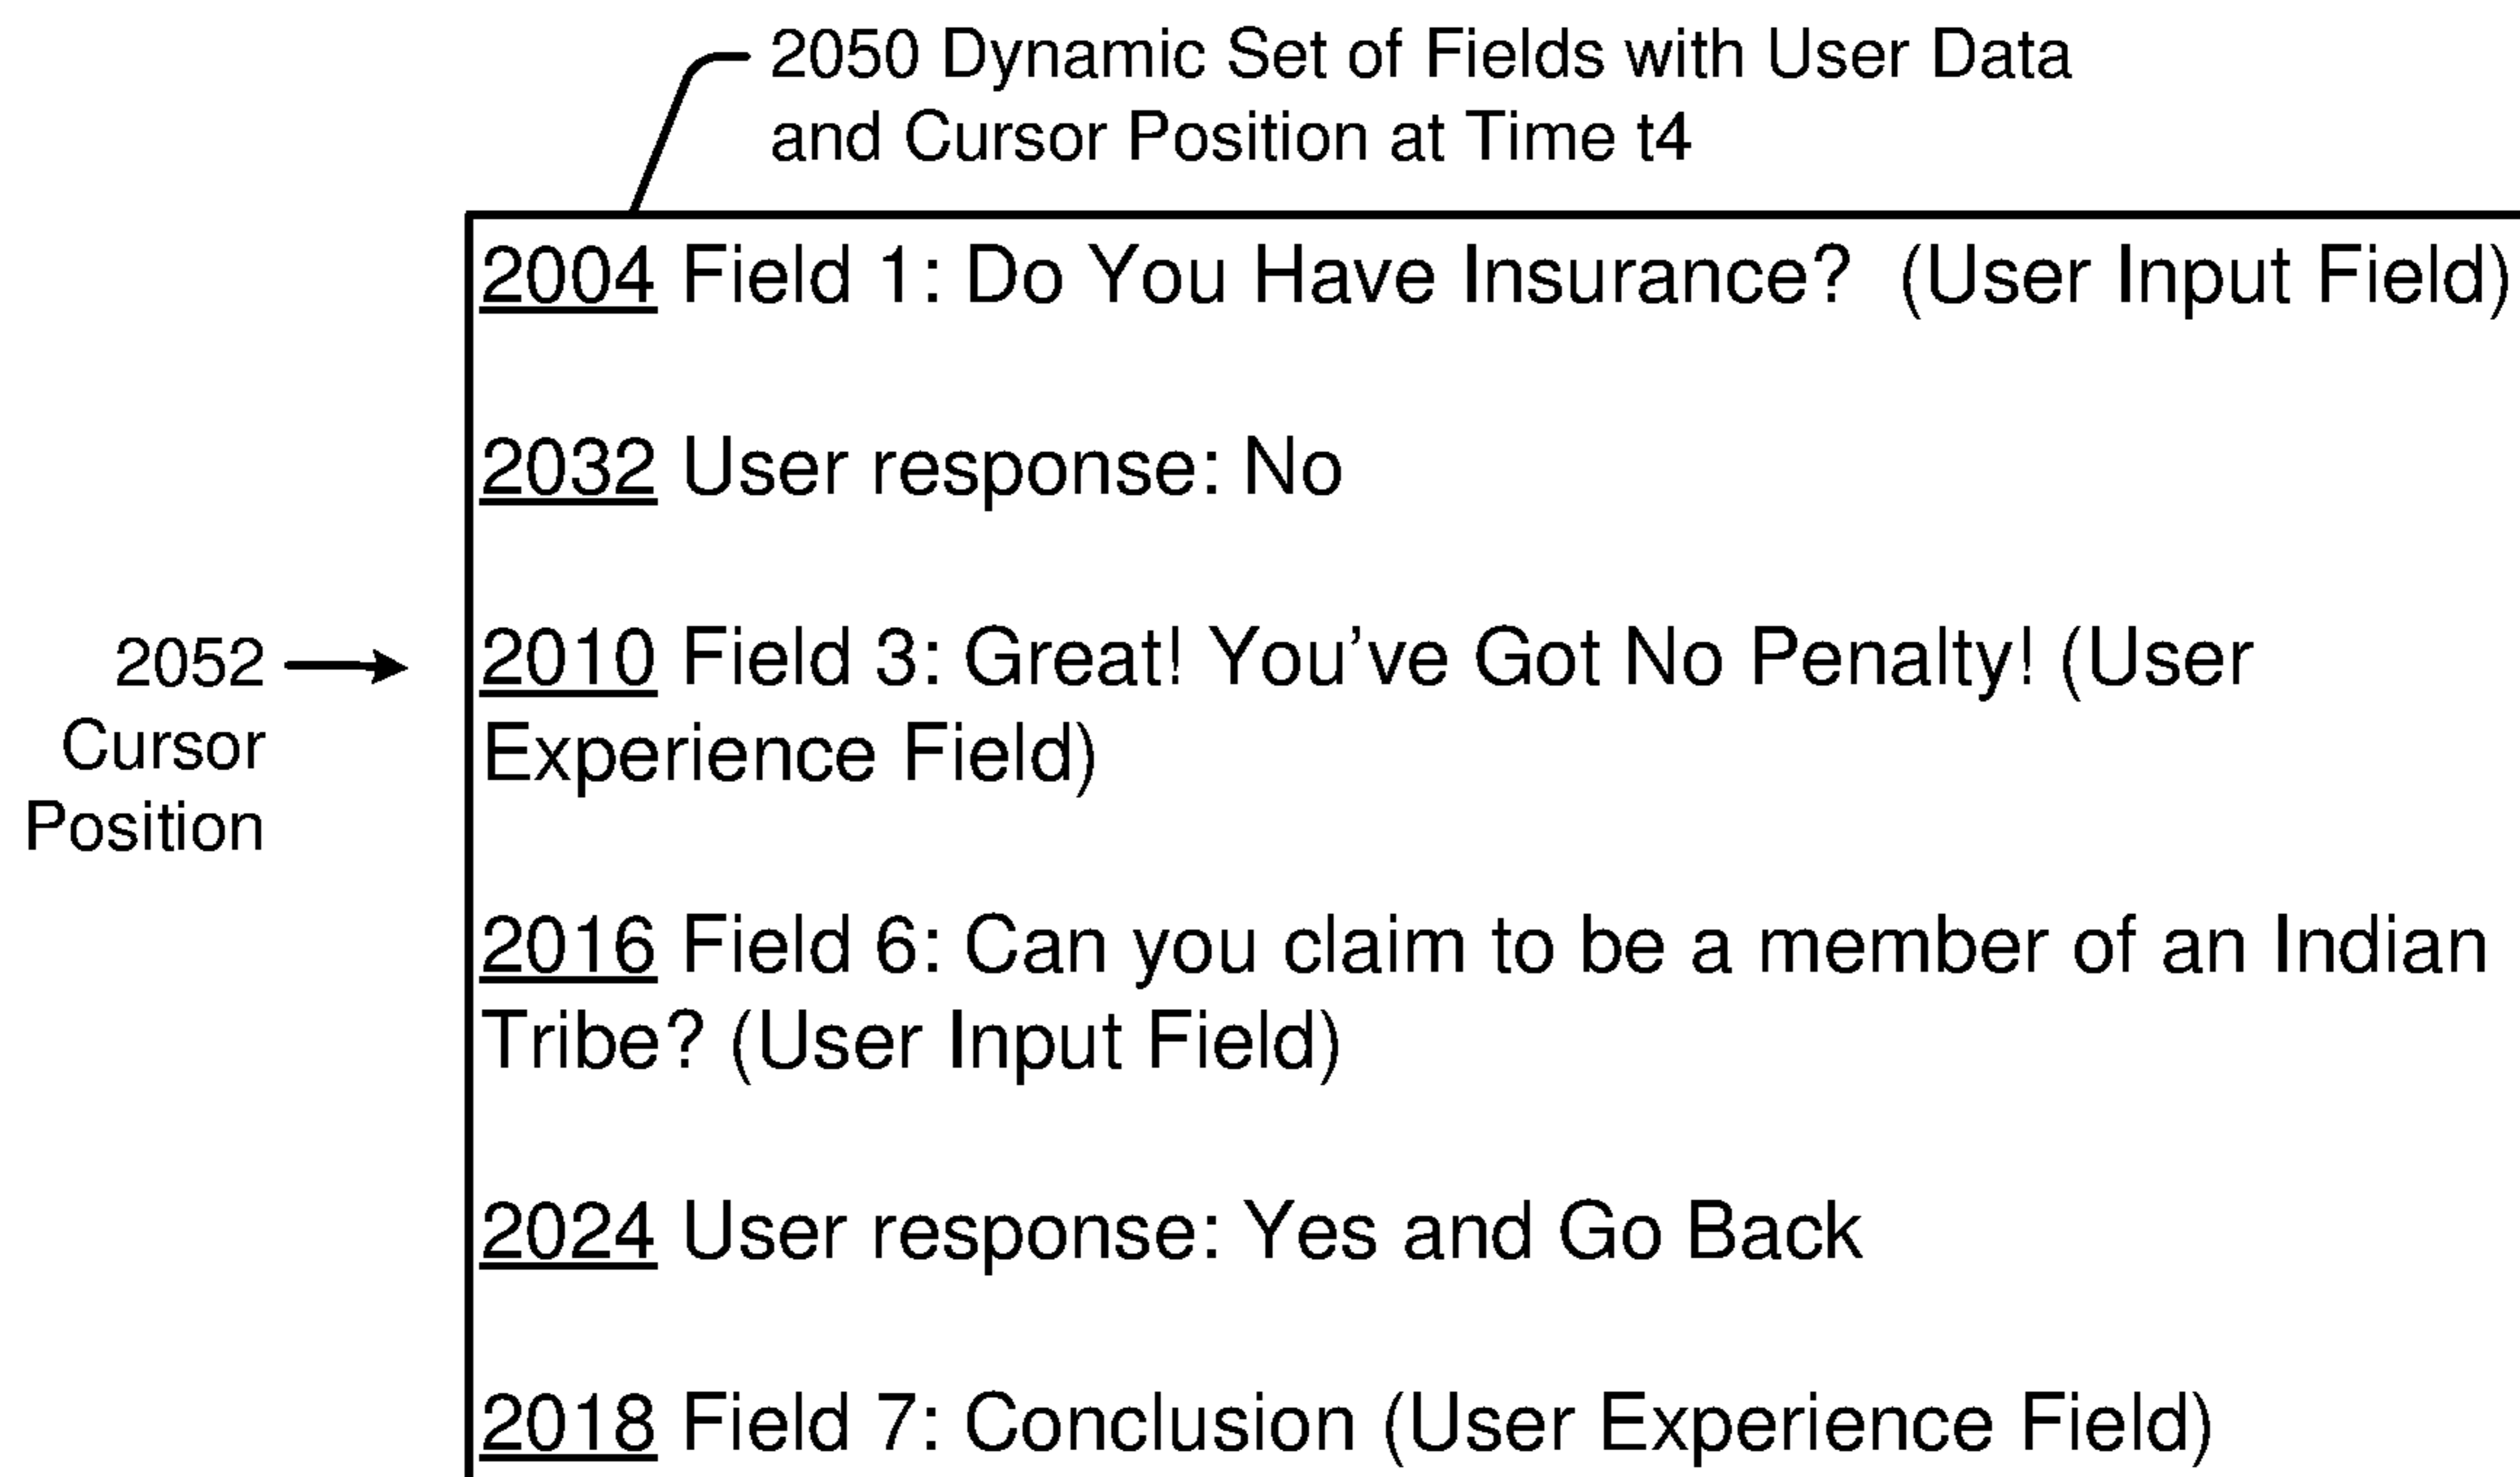 2050 Dynamic Set of Fields with User Data
and Cursor Position at Time t4
2004 Field 1: Do You Have Insurance? (User Input Field)
2032 User response: No
2052
Cursor
Position
2010 Field 3: Great! You’ve Got No Penalty! (User
Experience Field)
2016 Field 6: Can you claim to be a member of an Indian
Tribe? (User Input Field)
2024 User response: Yes and Go Back
2018 Field 7: Conclusion (User Experience Field)